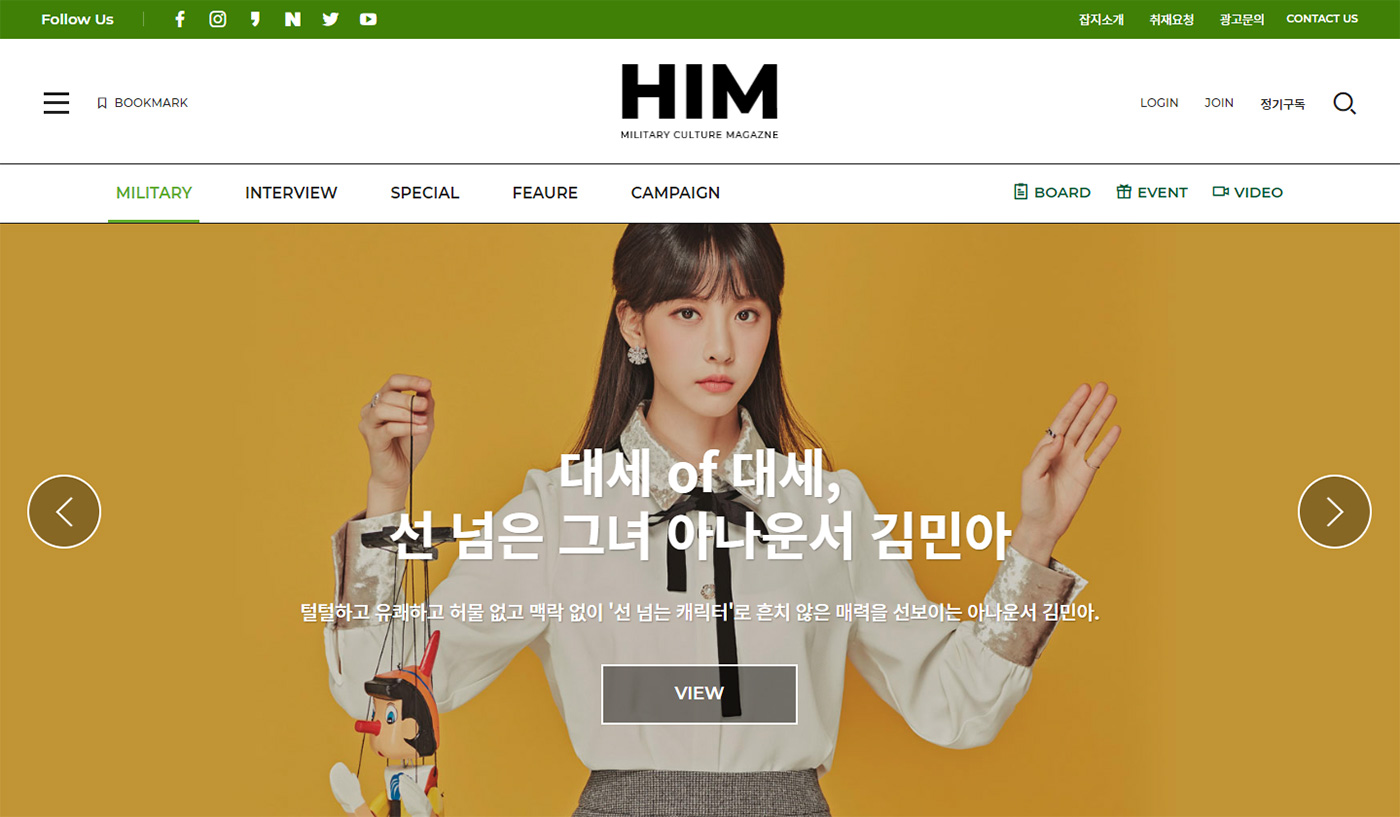 Follow Us
잡지소개 취재요청 광고문의 CONTACT US
BOOKMARK
HIM
MILITARY CULTURE MAGAZNE
LOGIN JOIN 정기구독
MILITARY INTERVIEW SPECIAL FEAURE CAMPAIGN
BOARD EVENT VIDEO
대세 of 대세,
선 넘은 그녀 아나운서 김민아
털털하고 유쾌하고 허물 없고 맥락 없이 '선 넘는 캐릭터'로 흔치 않은 매력을 선보이는 아나운서 김민아.
VIEW